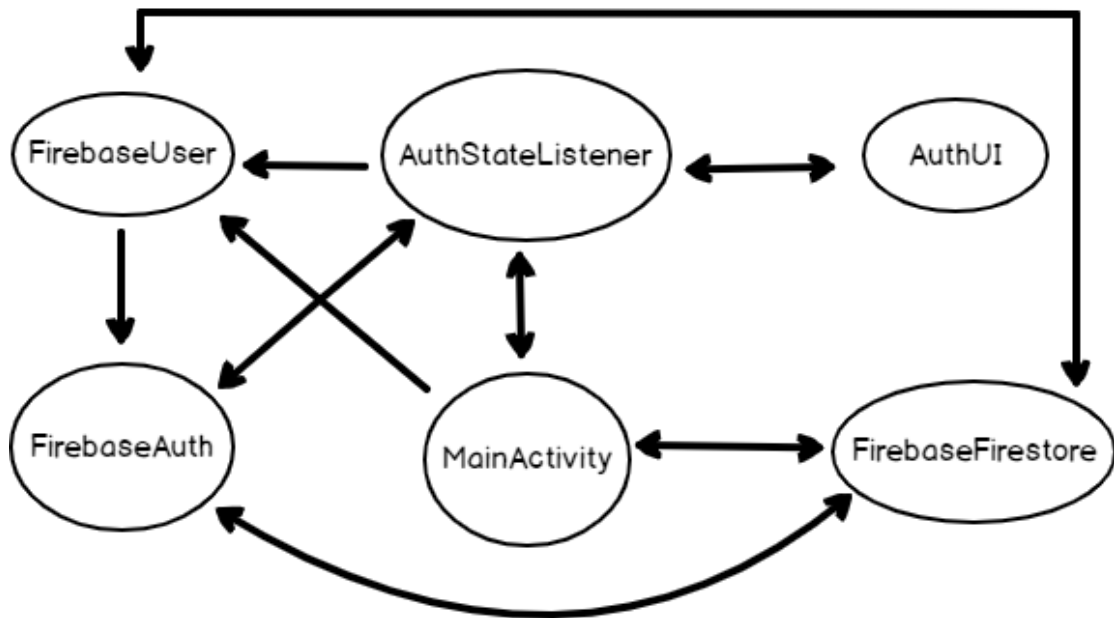 FirebaseUser
AuthStateListener
AuthUI
FirebaseAuth
MainActivity
FirebaseFirestore